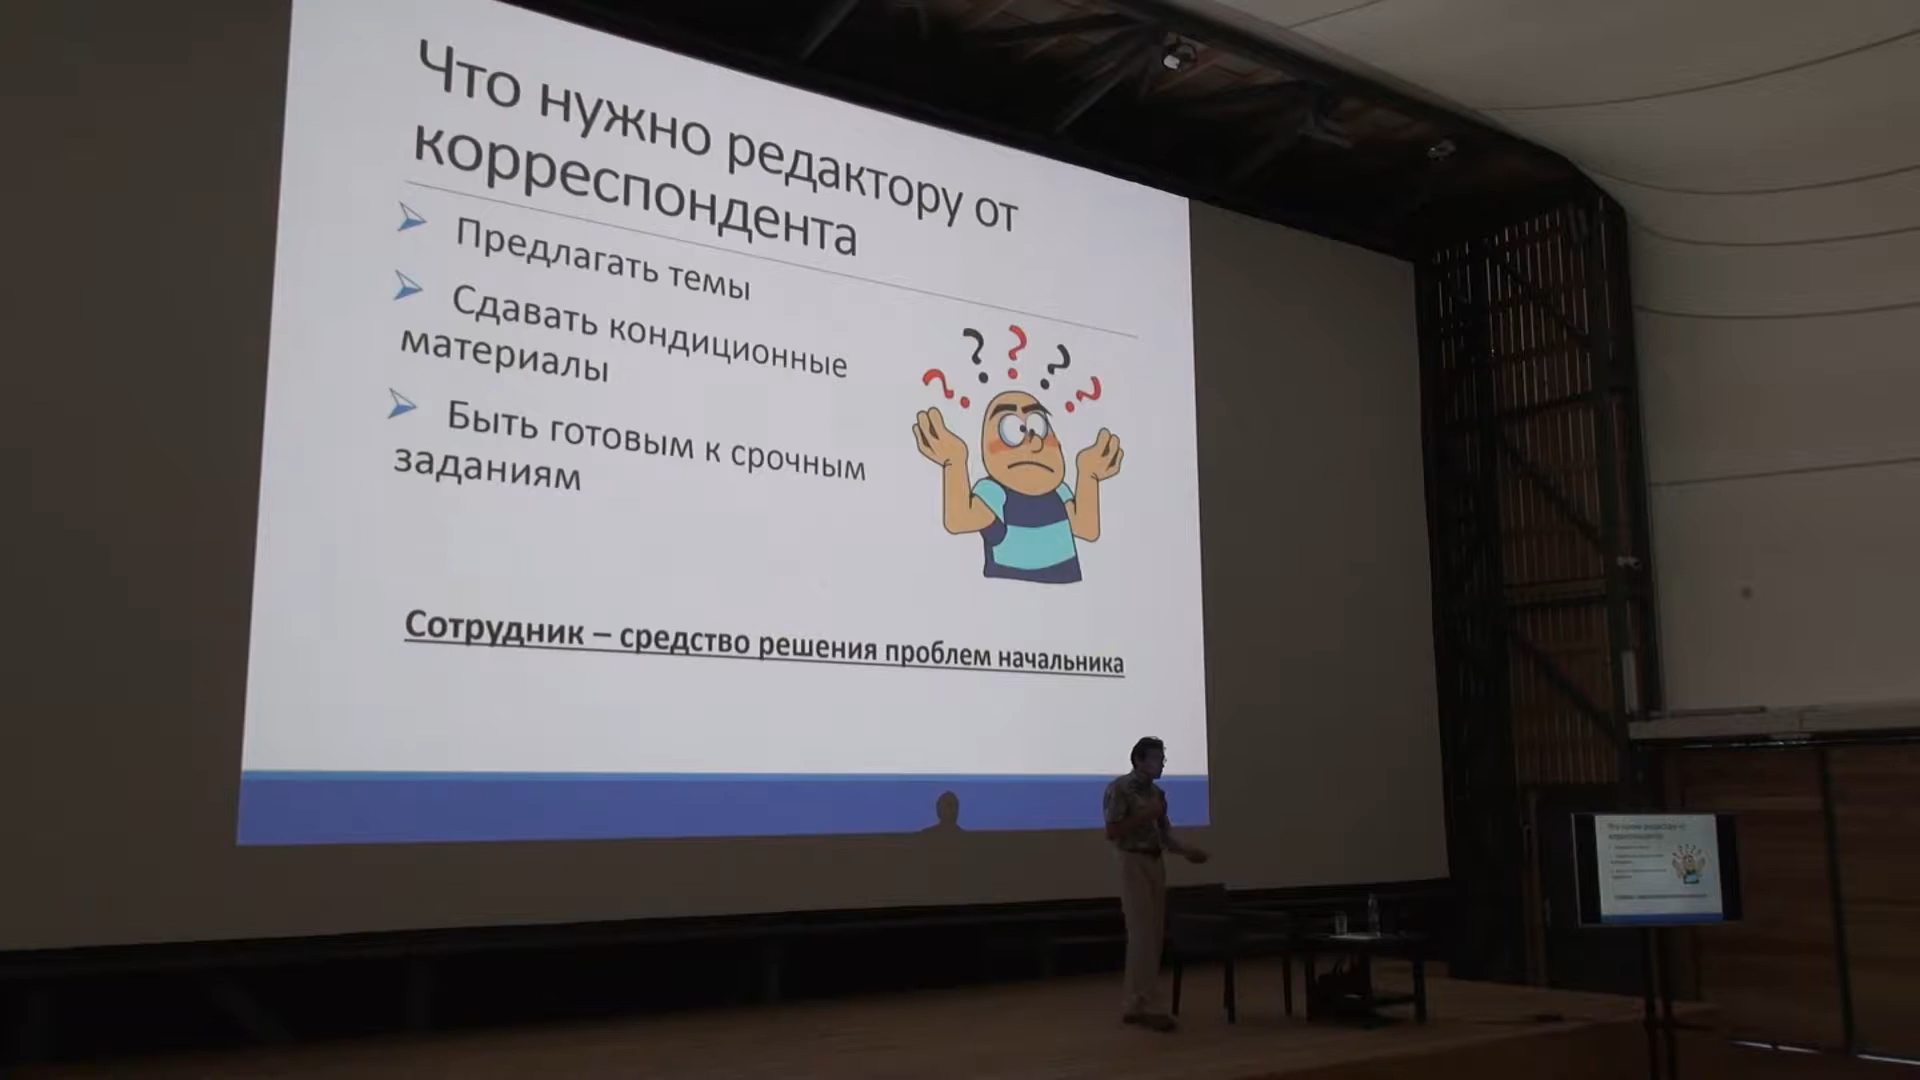 Что нужно редактору от
корреспондента
Предлагать темы
Сдавать кондиционные
материалы
Быть готовым к срочным
заданиям
Сотрудник – средство решения проблем начальника